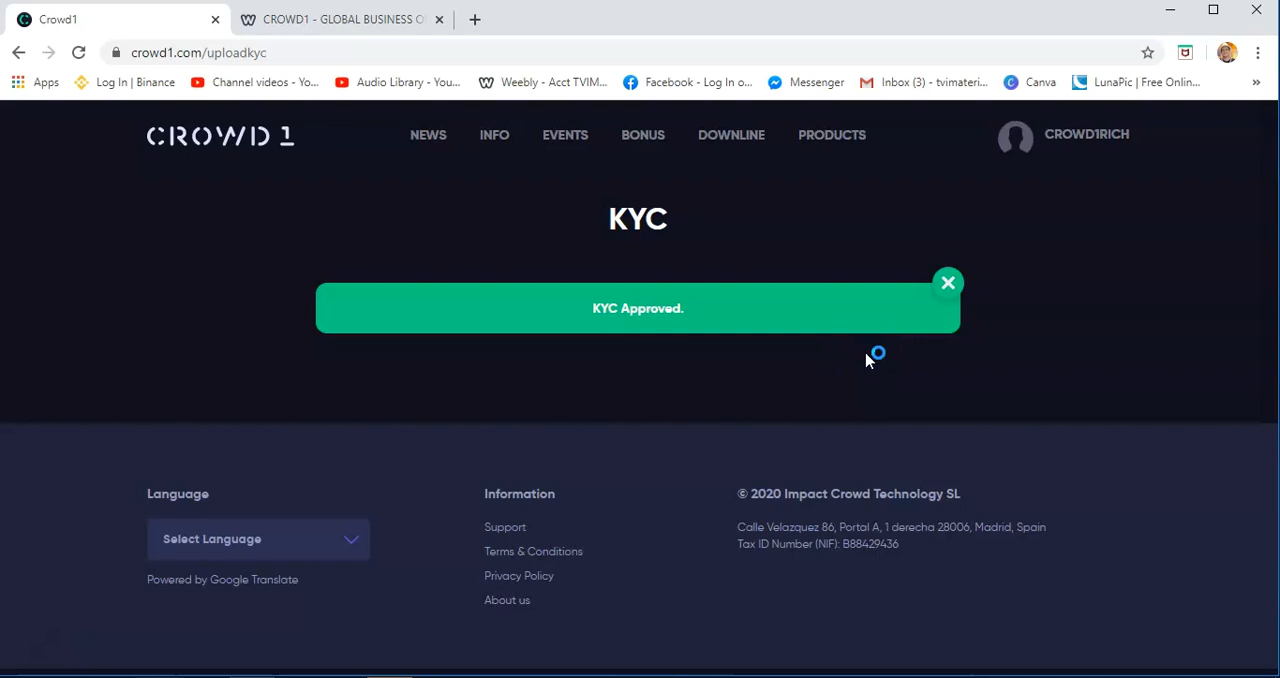 Crowd1
CROWD1 - GLOBAL BUSINESS O
crowd1.com/uploadkyc
Apps Log In | Binance Channel videos - Yo... Audio Library - You... Weebly - Acct TVIM... Facebook - Log In o... Messenger Inbox (3) - tvimateri... Canva LunaPic | Free Onlin... »
CROWD 1 NEWS INFO EVENTS BONUS DOWNLINE PRODUCTS CROWD1RICH
KYC
KYC Approved.
Language
Select Language
Powered by Google Translate
Information
Support
Terms & Conditions
Privacy Policy
About us
© 2020 Impact Crowd Technology SL
Calle Velazquez 86, Portal A, 1 derecha 28006, Madrid, Spain
Tax ID Number (NIF): B88429436